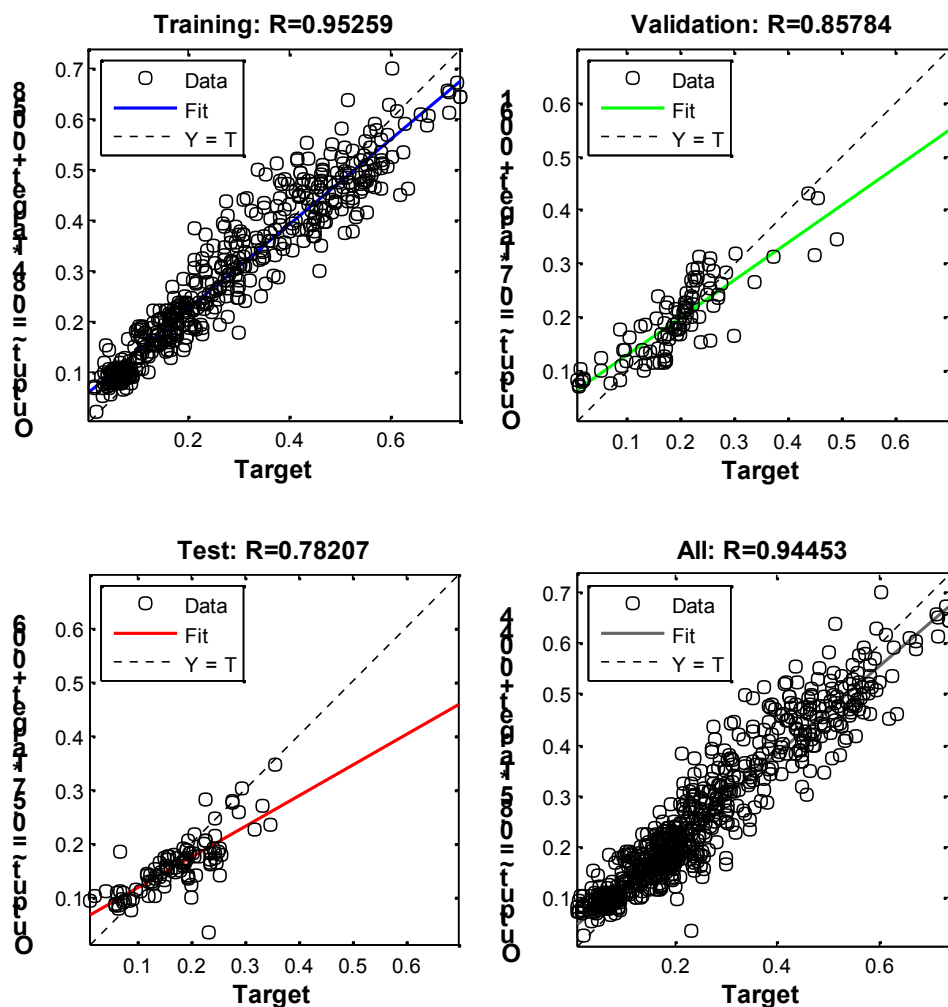 Training: R=0.95259
0.7
0.6
0.5
0.4
0.3
0.2
0.1
Data
Fit
Y = T
0.2
0.4
0.6
Target
Validation: R=0.85784
0.6
0.5
0.4
0.3
0.2
0.1
Data
Fit
Y = T
0.1
0.2
0.3
0.4
0.5
0.6
Target
Test: R=0.78207
0.6
0.5
0.4
0.3
0.2
0.1
Data
Fit
Y = T
0.1
0.2
0.3
0.4
0.5
0.6
Target
All: R=0.94453
0.7
0.6
0.5
0.4
0.3
0.2
0.1
Data
Fit
Y = T
0.2
0.4
0.6
Target